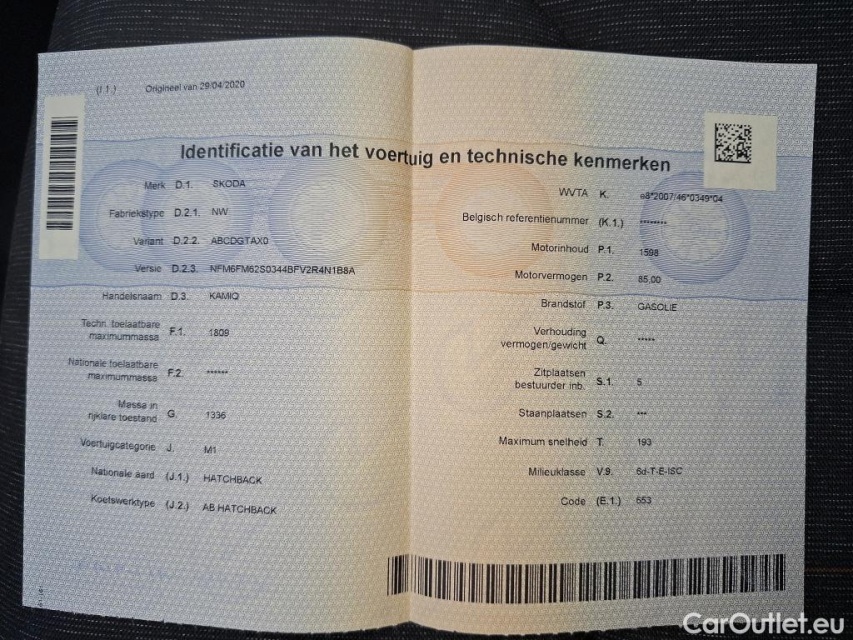 (I.1.) Origineel van 29/04/2020
Identificatie van het voertuig en technische kenmerken
Merk D.1. SKODA
Fabriekstype D.2.1. NW
Variant D.2.2. ABCDGTAX0
Versie D.2.3. NFM6FM62S0344BFV2R4N1B8A
Handelsnaam D.3. KAMIQ
Techn. toelaatbare
maximummassa F.1. 1809
Nationale toelaatbare
maximummassa F.2. ******
Massa in
rijklare toestand G. 1336
Voertuigcategorie J. M1
Nationale aard (J.1.) HATCHBACK
Koetswerktype (J.2.) AB HATCHBACK
WVTA K. e8*2007/46*0349*04
Belgisch referentienummer (K.1.) ********
Motorinhoud P.1. 1598
Motorvermogen P.2. 85,00
Brandstof P.3. GASOLIE
Verhouding
vermogen/gewicht Q. *****
Zitplaatsen
bestuurder inb. S.1. 5
Staanplaatsen S.2. ***
Maximum snelheid T. 193
Milieuklasse V.9. 6d-T-E-ISC
Code (E.1.) 653
CarOutlet.eu